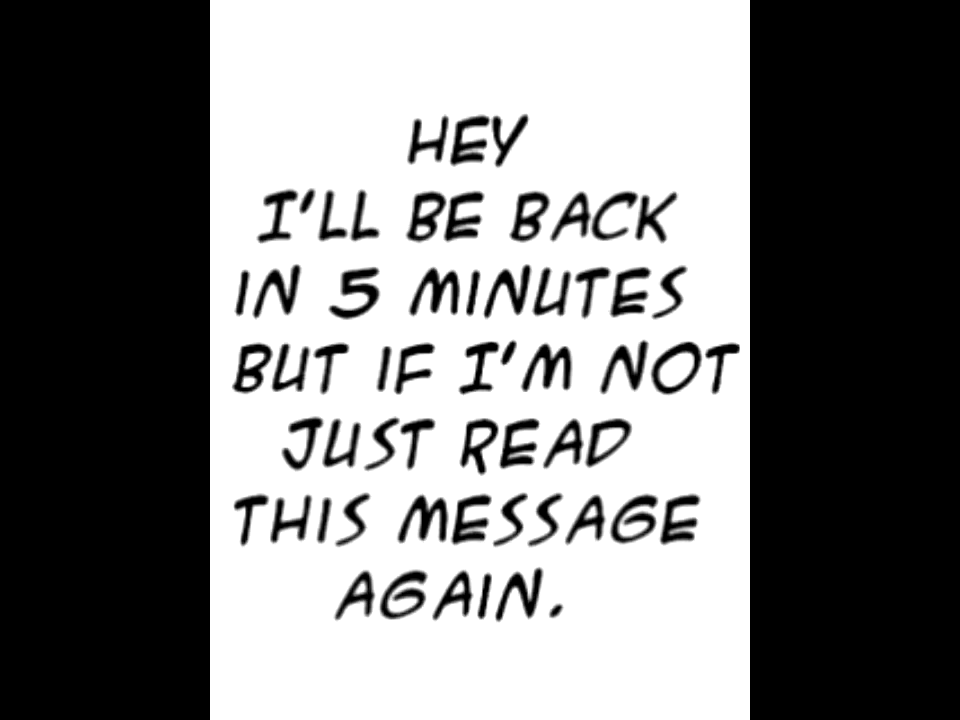 HEY
I'LL BE BACK
IN 5 MINUTES
BUT IF I'M NOT
JUST READ
THIS MESSAGE
AGAIN.